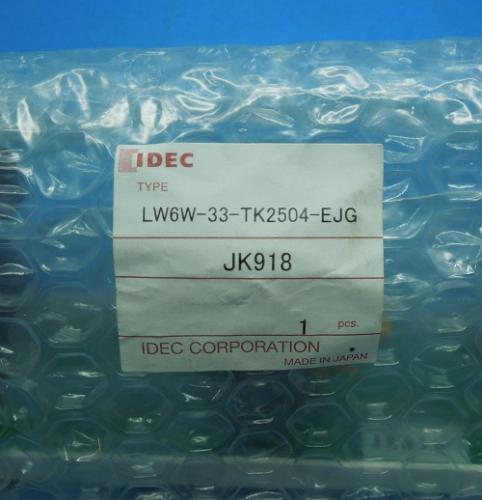 IDEC
TYPE
LW6W-33-TK2504-EJG
JK918
1 pcs.
IDEC CORPORATION
MADE IN JAPAN